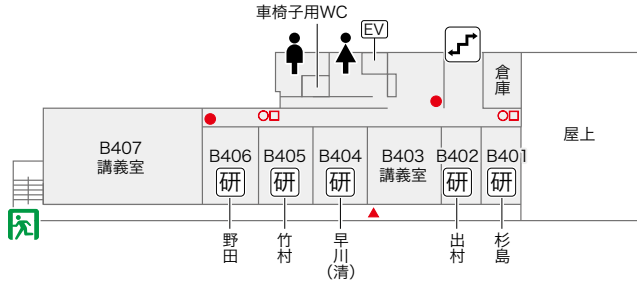 車椅子用WC
EV
倉庫
屋上
B407
講義室
B406
研
B405
研
B404
研
B403
講義室
B402
研
B401
研
野田
竹村
早川(清)
出村
杉島